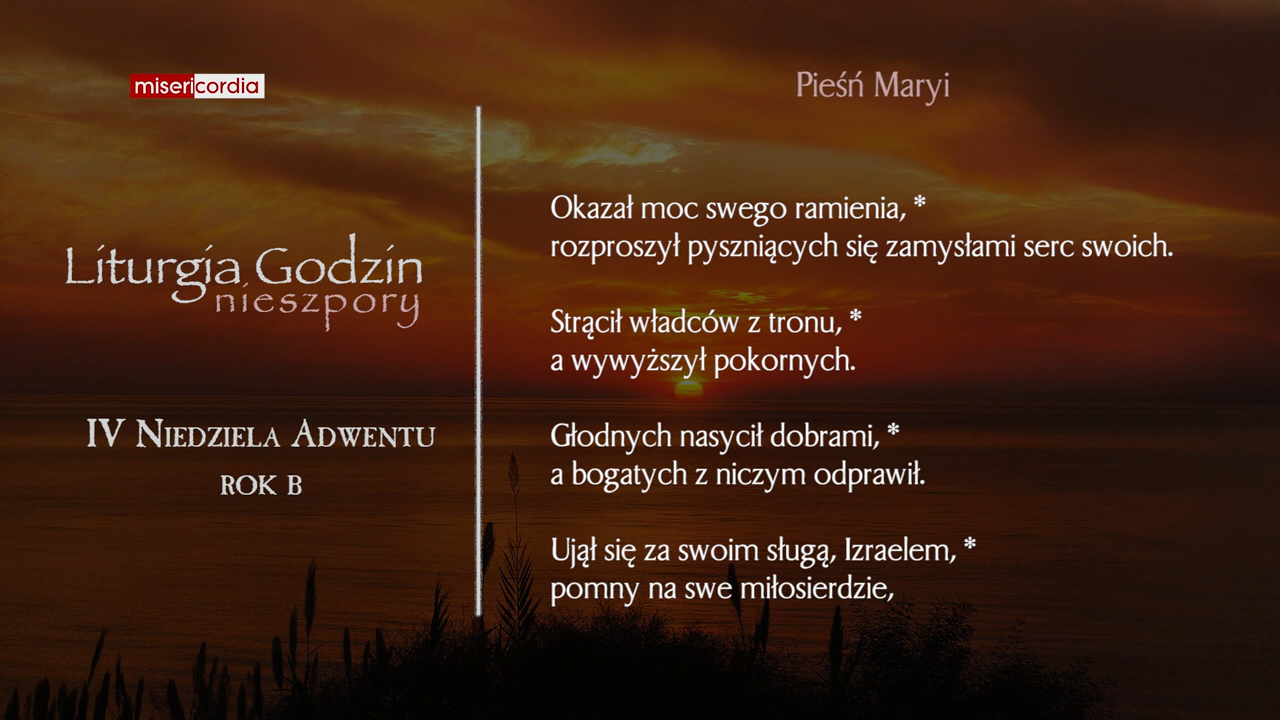 misericordia
Liturgia Godzin
nieszpory
IV Niedziela Adwentu
rok B
Pieśń Maryi
Okazał moc swego ramienia, *
rozproszył pyszniących się zamysłami serc swoich.
Strącił władców z tronu, *
a wywyższył pokornych.
Głodnych nasycił dobrami, *
a bogatych z niczym odprawił.
Ujął się za swoim sługą, Izraelem, *
pomny na swe miłosierdzie,